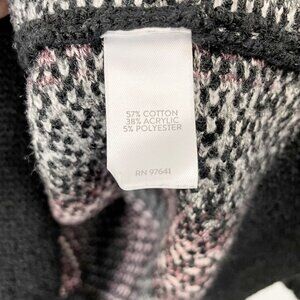 57% COTTON
38% ACRYLIC
5% POLYESTER
RN 97641